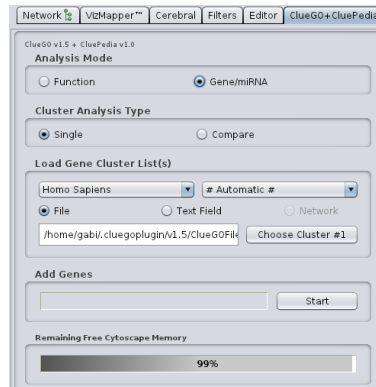 Network VizMapper™ Cerebral Filters Editor ClueGO+CluePedia
ClueGO v1.5 + CluePedia v1.0
Analysis Mode
Function Gene/miRNA
Cluster Analysis Type
Single Compare
Load Gene Cluster List(s)
Homo Sapiens # Automatic #
File Text Field Network
/home/gabi/.cluegoplugin/v1.5/ClueGOFile Choose Cluster #1
Add Genes
Start
Remaining Free Cytoscape Memory
99%